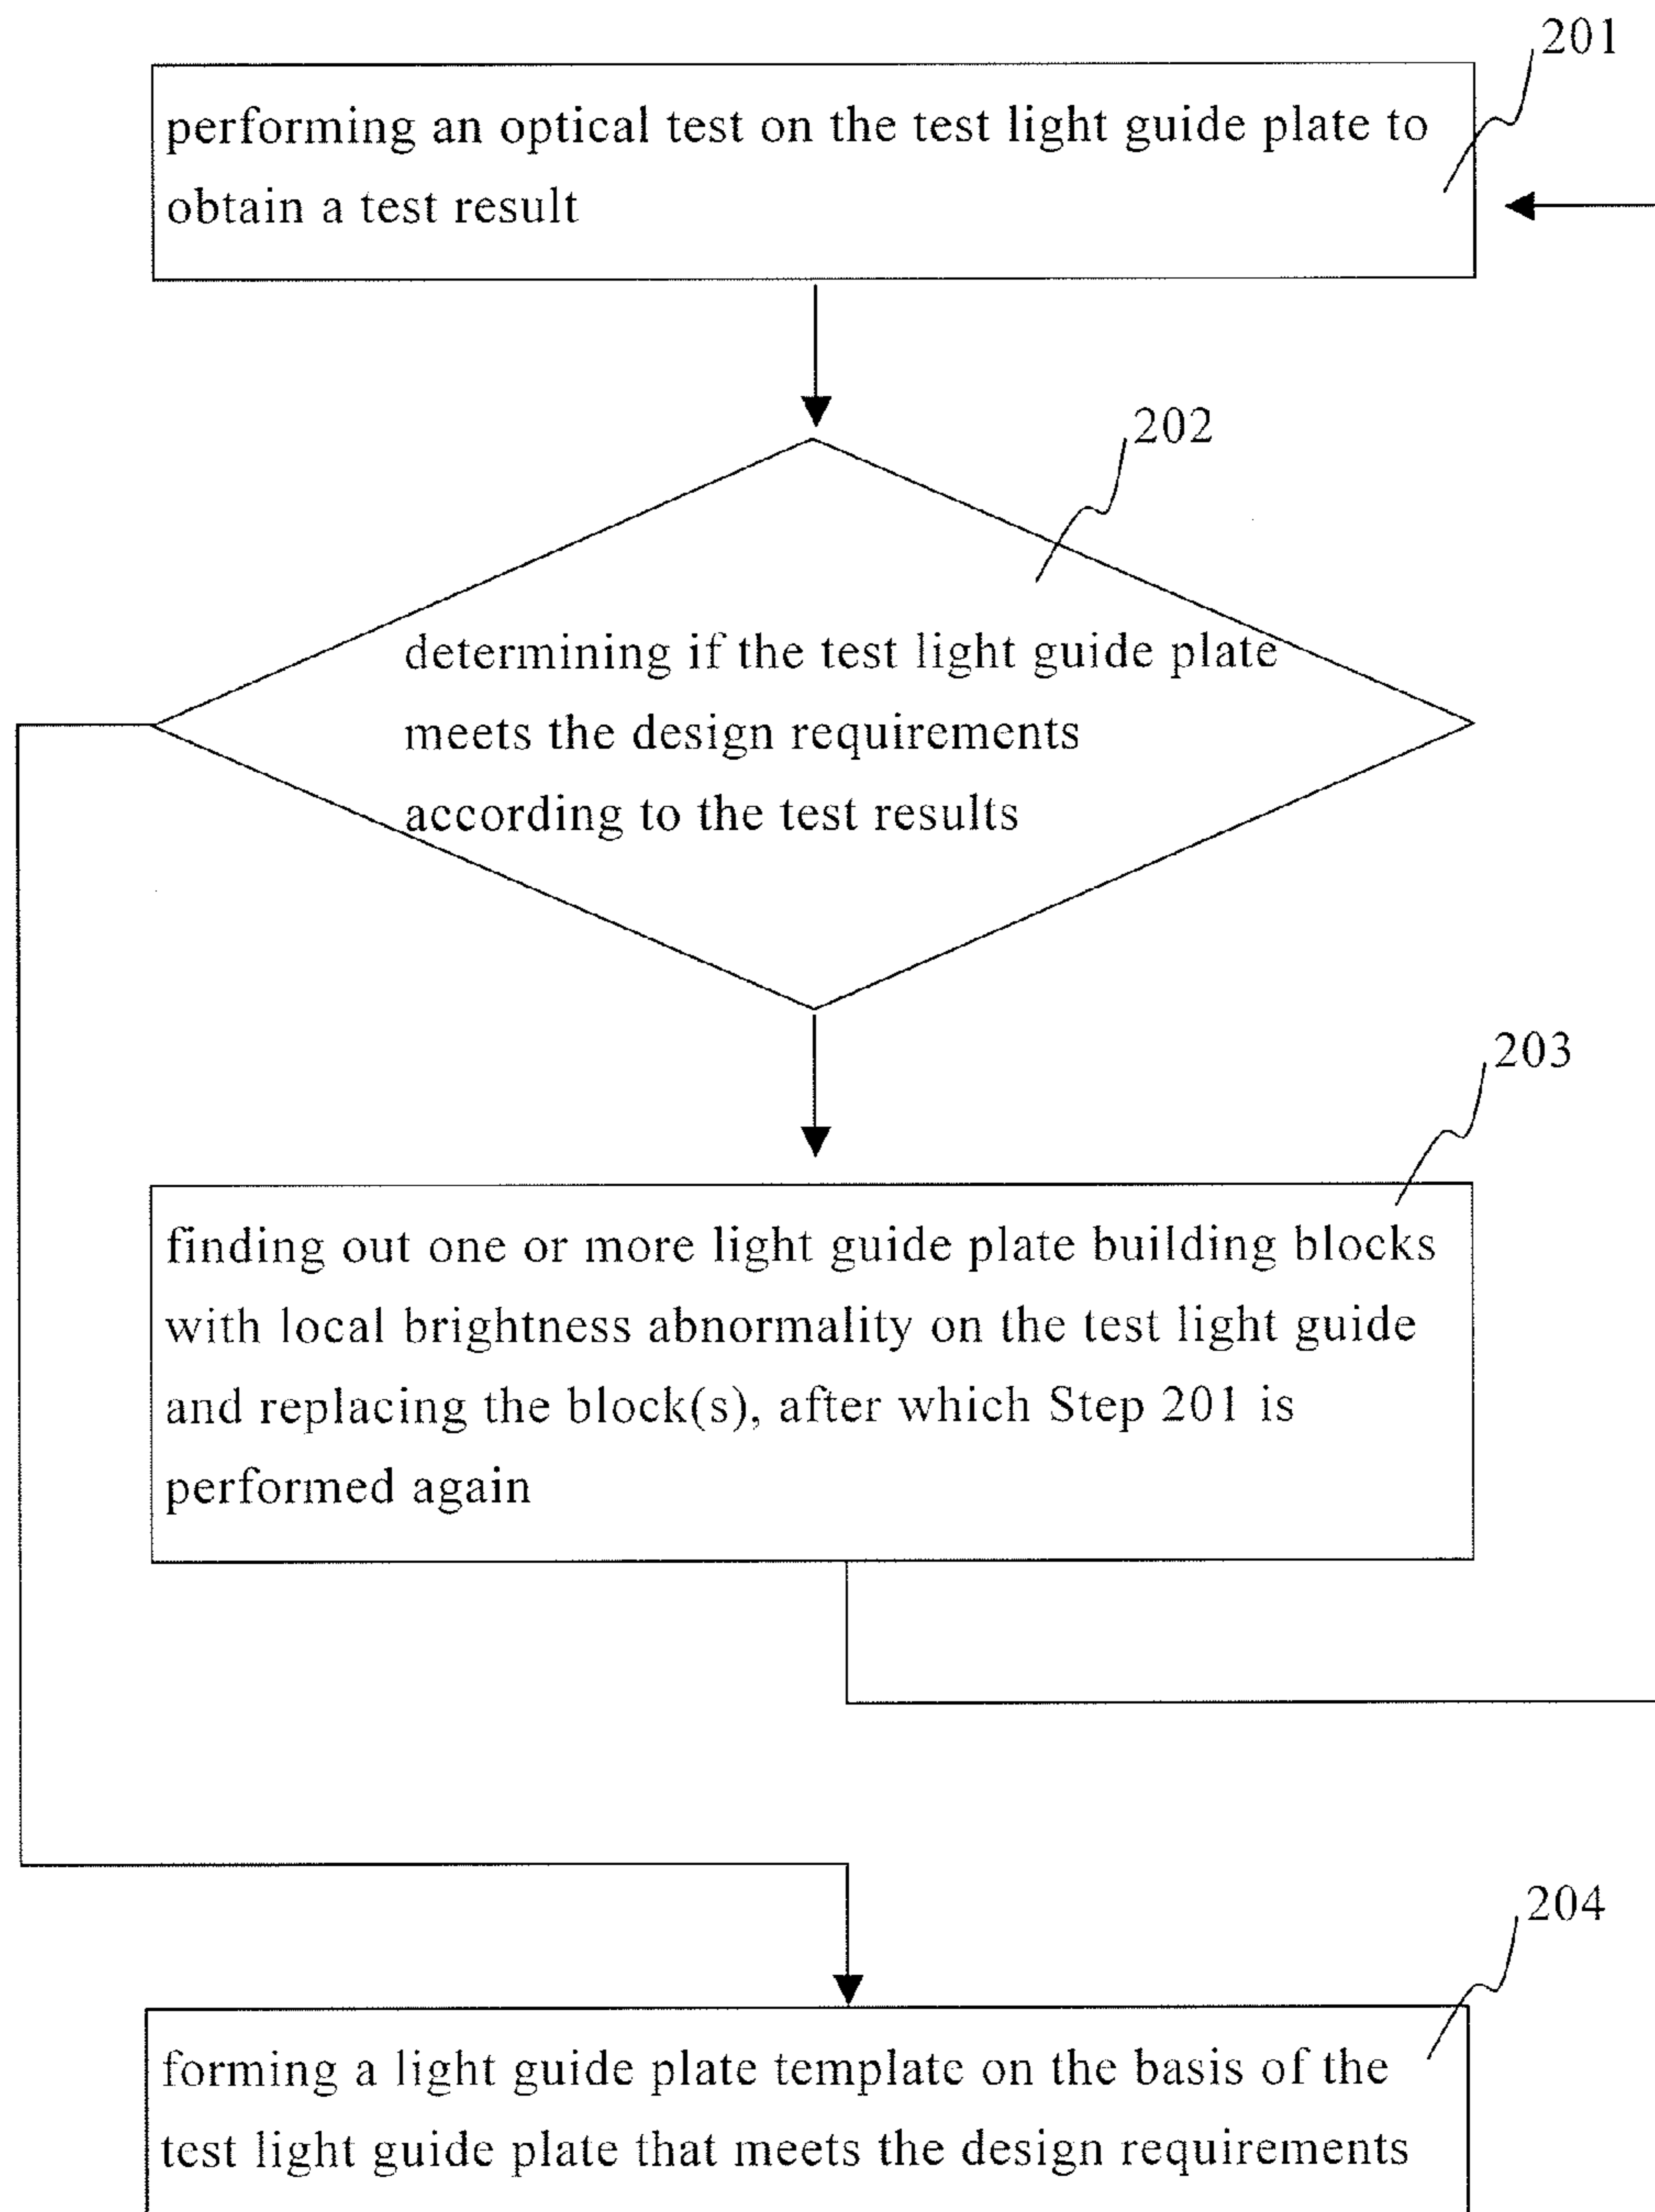 201
performing an optical test on the test light guide plate to
obtain a test result
202
determining if the test light guide plate
meets the design requirements
according to the test results
203
finding out one or more light guide plate building blocks
with local brightness abnormality on the test light guide
and replacing the block(s), after which Step 201 is
performed again
204
forming a light guide plate template on the basis of the
test light guide plate that meets the design requirements